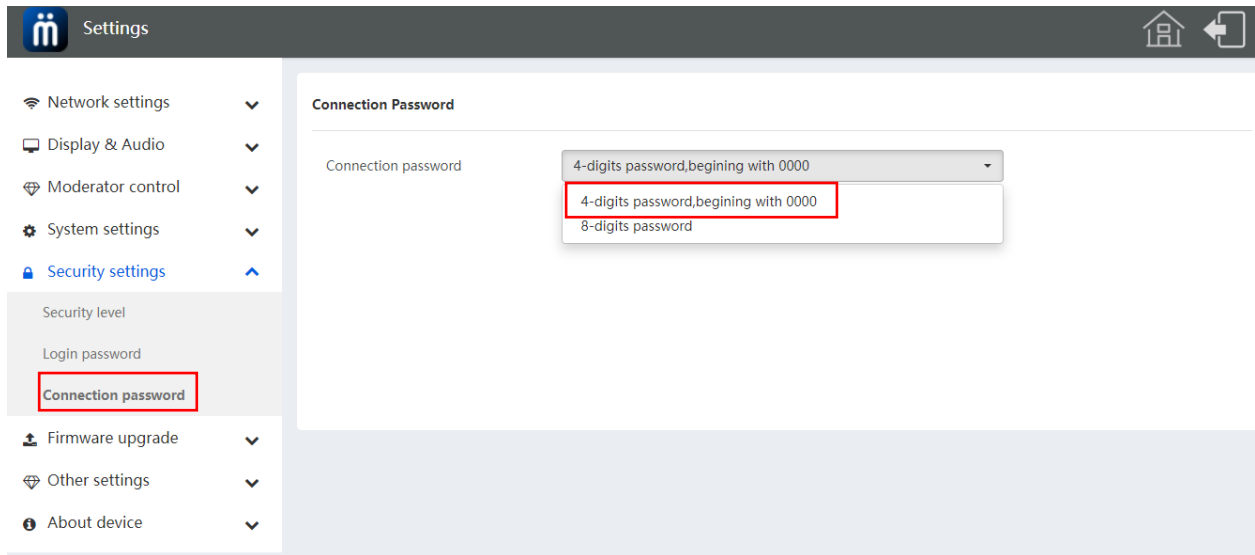 Settings
Network settings
Display & Audio
Moderator control
System settings
Security settings
Security level
Login password
Connection password
Firmware upgrade
Other settings
About device
Connection Password
Connection password 4-digits password,begining with 0000
4-digits password,begining with 0000
8-digits password